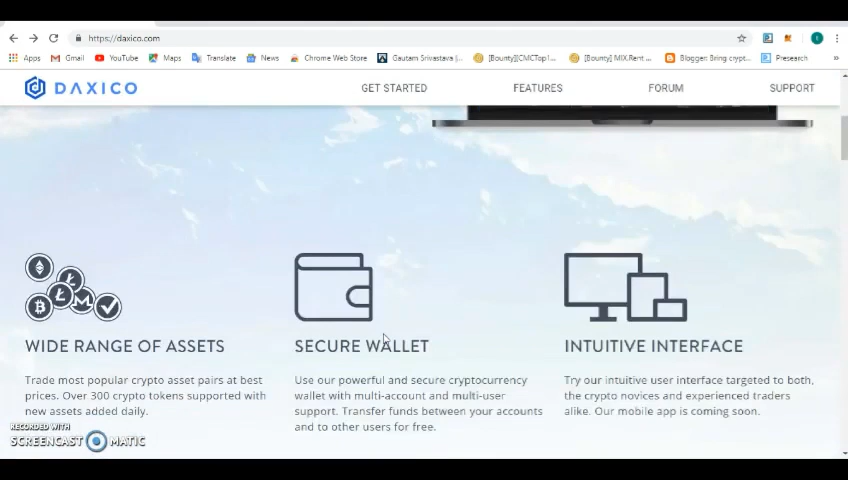 https://daxico.com
Apps Gmail YouTube Maps Translate News Chrome Web Store Gautam Srivastava |... [Bounty][CMCTop1... [Bounty] MIX.Rent ... Blogger: Bring crypt... Presearch »
DAXICO GET STARTED FEATURES FORUM SUPPORT
WIDE RANGE OF ASSETS
Trade most popular crypto asset pairs at best
prices. Over 300 crypto tokens supported with
new assets added daily.
SECURE WALLET
Use our powerful and secure cryptocurrency
wallet with multi-account and multi-user
support. Transfer funds between your accounts
and to other users for free.
INTUITIVE INTERFACE
Try our intuitive user interface targeted to both,
the crypto novices and experienced traders
alike. Our mobile app is coming soon.
RECORDED WITH
SCREENCAST MATIC